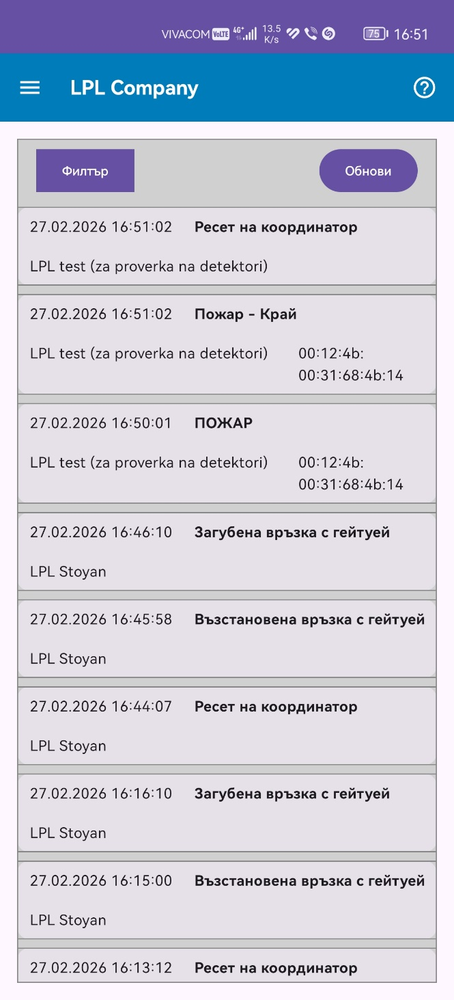 VIVACOM VoLTE 4G+ 13.5 K/s 75 16:51
LPL Company
Филтър
Обнови
27.02.2026 16:51:02 Ресет на координатор
LPL test (za proverka na detektori)
27.02.2026 16:51:02 Пожар - Край
LPL test (za proverka na detektori) 00:12:4b:
00:31:68:4b:14
27.02.2026 16:50:01 ПОЖАР
LPL test (za proverka na detektori) 00:12:4b:
00:31:68:4b:14
27.02.2026 16:46:10 Загубена връзка с гейтуей
LPL Stoyan
27.02.2026 16:45:58 Възстановена връзка с гейтуей
LPL Stoyan
27.02.2026 16:44:07 Ресет на координатор
LPL Stoyan
27.02.2026 16:16:10 Загубена връзка с гейтуей
LPL Stoyan
27.02.2026 16:15:00 Възстановена връзка с гейтуей
LPL Stoyan
27.02.2026 16:13:12 Ресет на координатор